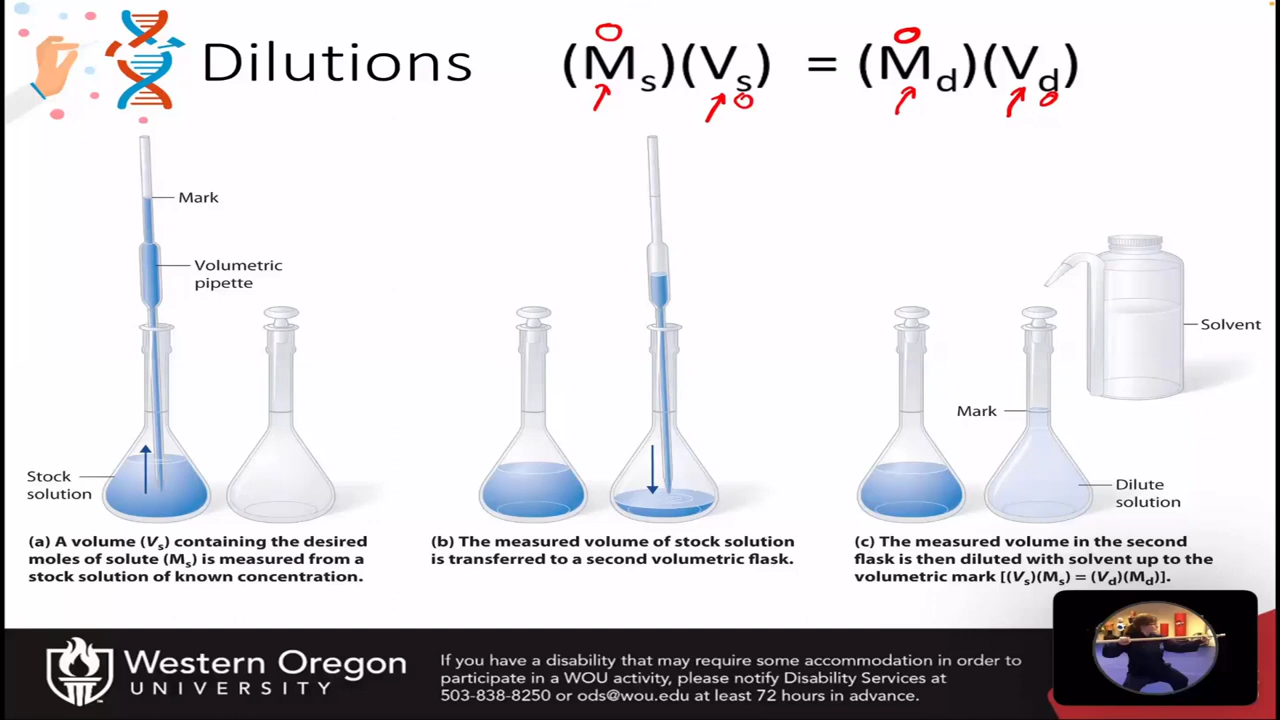 Dilutions
(Mₛ)(Vₛ) = (M_d)(V_d)
Mark
Volumetric
pipette
Stock
solution
Mark
Solvent
Dilute
solution
(a) A volume (Vₛ) containing the desired
moles of solute (Mₛ) is measured from a
stock solution of known concentration.
(b) The measured volume of stock solution
is transferred to a second volumetric flask.
(c) The measured volume in the second
flask is then diluted with solvent up to the
volumetric mark [(Vₛ)(Mₛ) = (V_d)(M_d)].
Western Oregon
UNIVERSITY
If you have a disability that may require some accommodation in order to
participate in a WOU activity, please notify Disability Services at
503-838-8250 or ods@wou.edu at least 72 hours in advance.